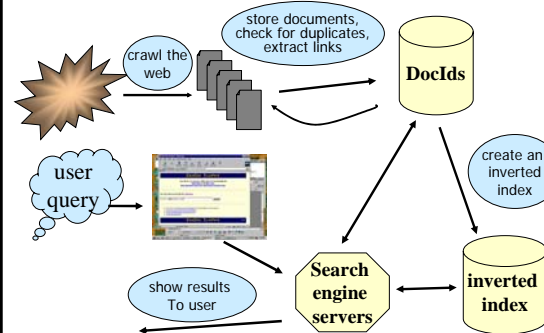 store documents,
check for duplicates,
extract links
crawl the
web
DocIds
create an
inverted
index
user
query
Search
engine
servers
inverted
index
show results
To user